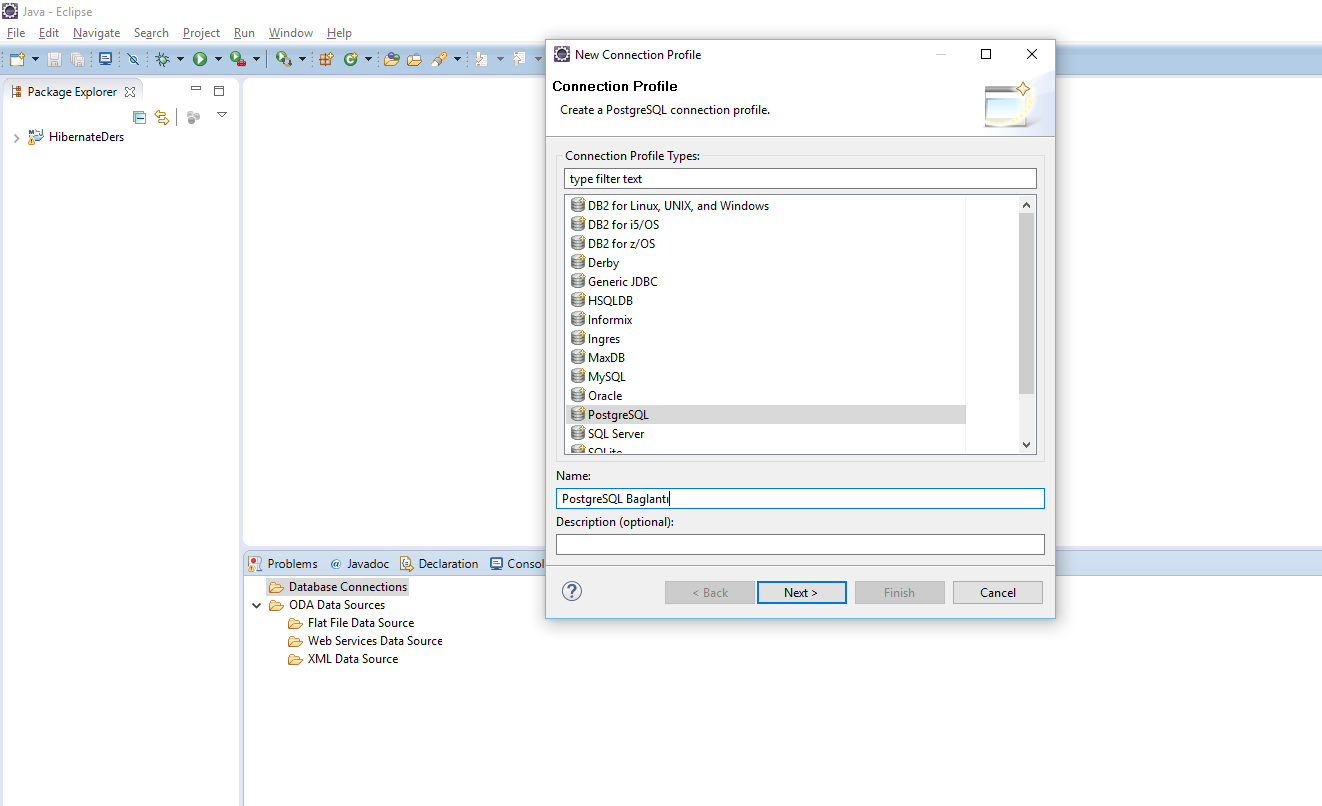 Java - Eclipse
File Edit Navigate Search Project Run Window Help
Package Explorer
HibernateDers
New Connection Profile
Connection Profile
Create a PostgreSQL connection profile.
Connection Profile Types:
type filter text
DB2 for Linux, UNIX, and Windows
DB2 for i5/OS
DB2 for z/OS
Derby
Generic JDBC
HSQLDB
Informix
Ingres
MaxDB
MySQL
Oracle
PostgreSQL
SQL Server
SQLite
Name:
PostgreSQL Baglantı
Description (optional):
? < Back Next > Finish Cancel
Problems @ Javadoc Declaration Consol
Database Connections
ODA Data Sources
Flat File Data Source
Web Services Data Source
XML Data Source